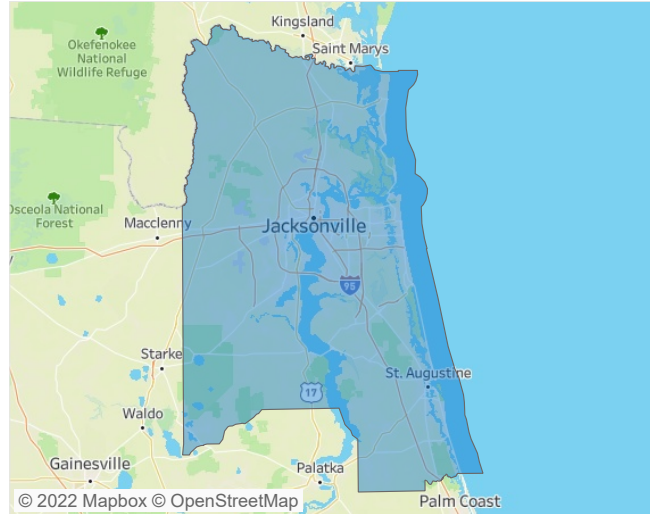 Kingsland
Okefenokee
National
Wildlife Refuge
Saint Marys
Osceola National
Forest
Macclenny
Jacksonville
95
Starke
St. Augustine
17
Waldo
Gainesville
Palatka
Palm Coast
© 2022 Mapbox © OpenStreetMap